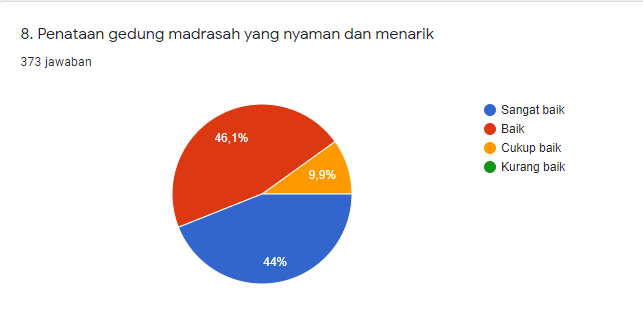 8. Penataan gedung madrasah yang nyaman dan menarik
373 jawaban
Sangat baik
Baik
Cukup baik
Kurang baik
46,1%
9,9%
44%